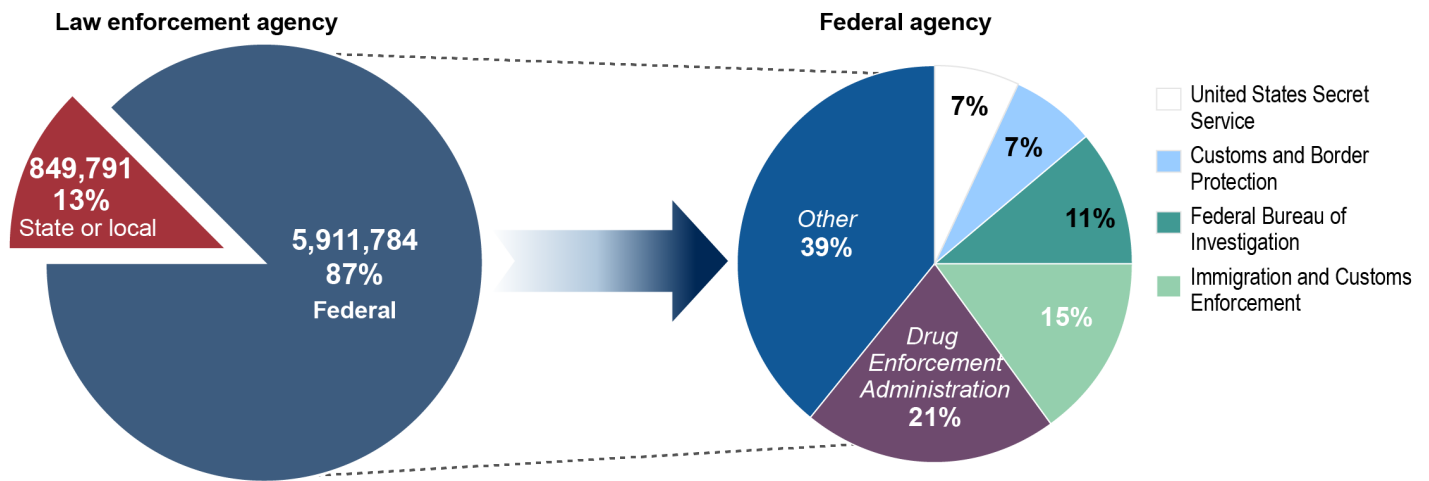 Law enforcement agency
849,791
13%
State or local
5,911,784
87%
Federal
Federal agency
7%
7%
11%
15%
Drug
Enforcement
Administration
21%
Other
39%
United States Secret
Service
Customs and Border
Protection
Federal Bureau of
Investigation
Immigration and Customs
Enforcement